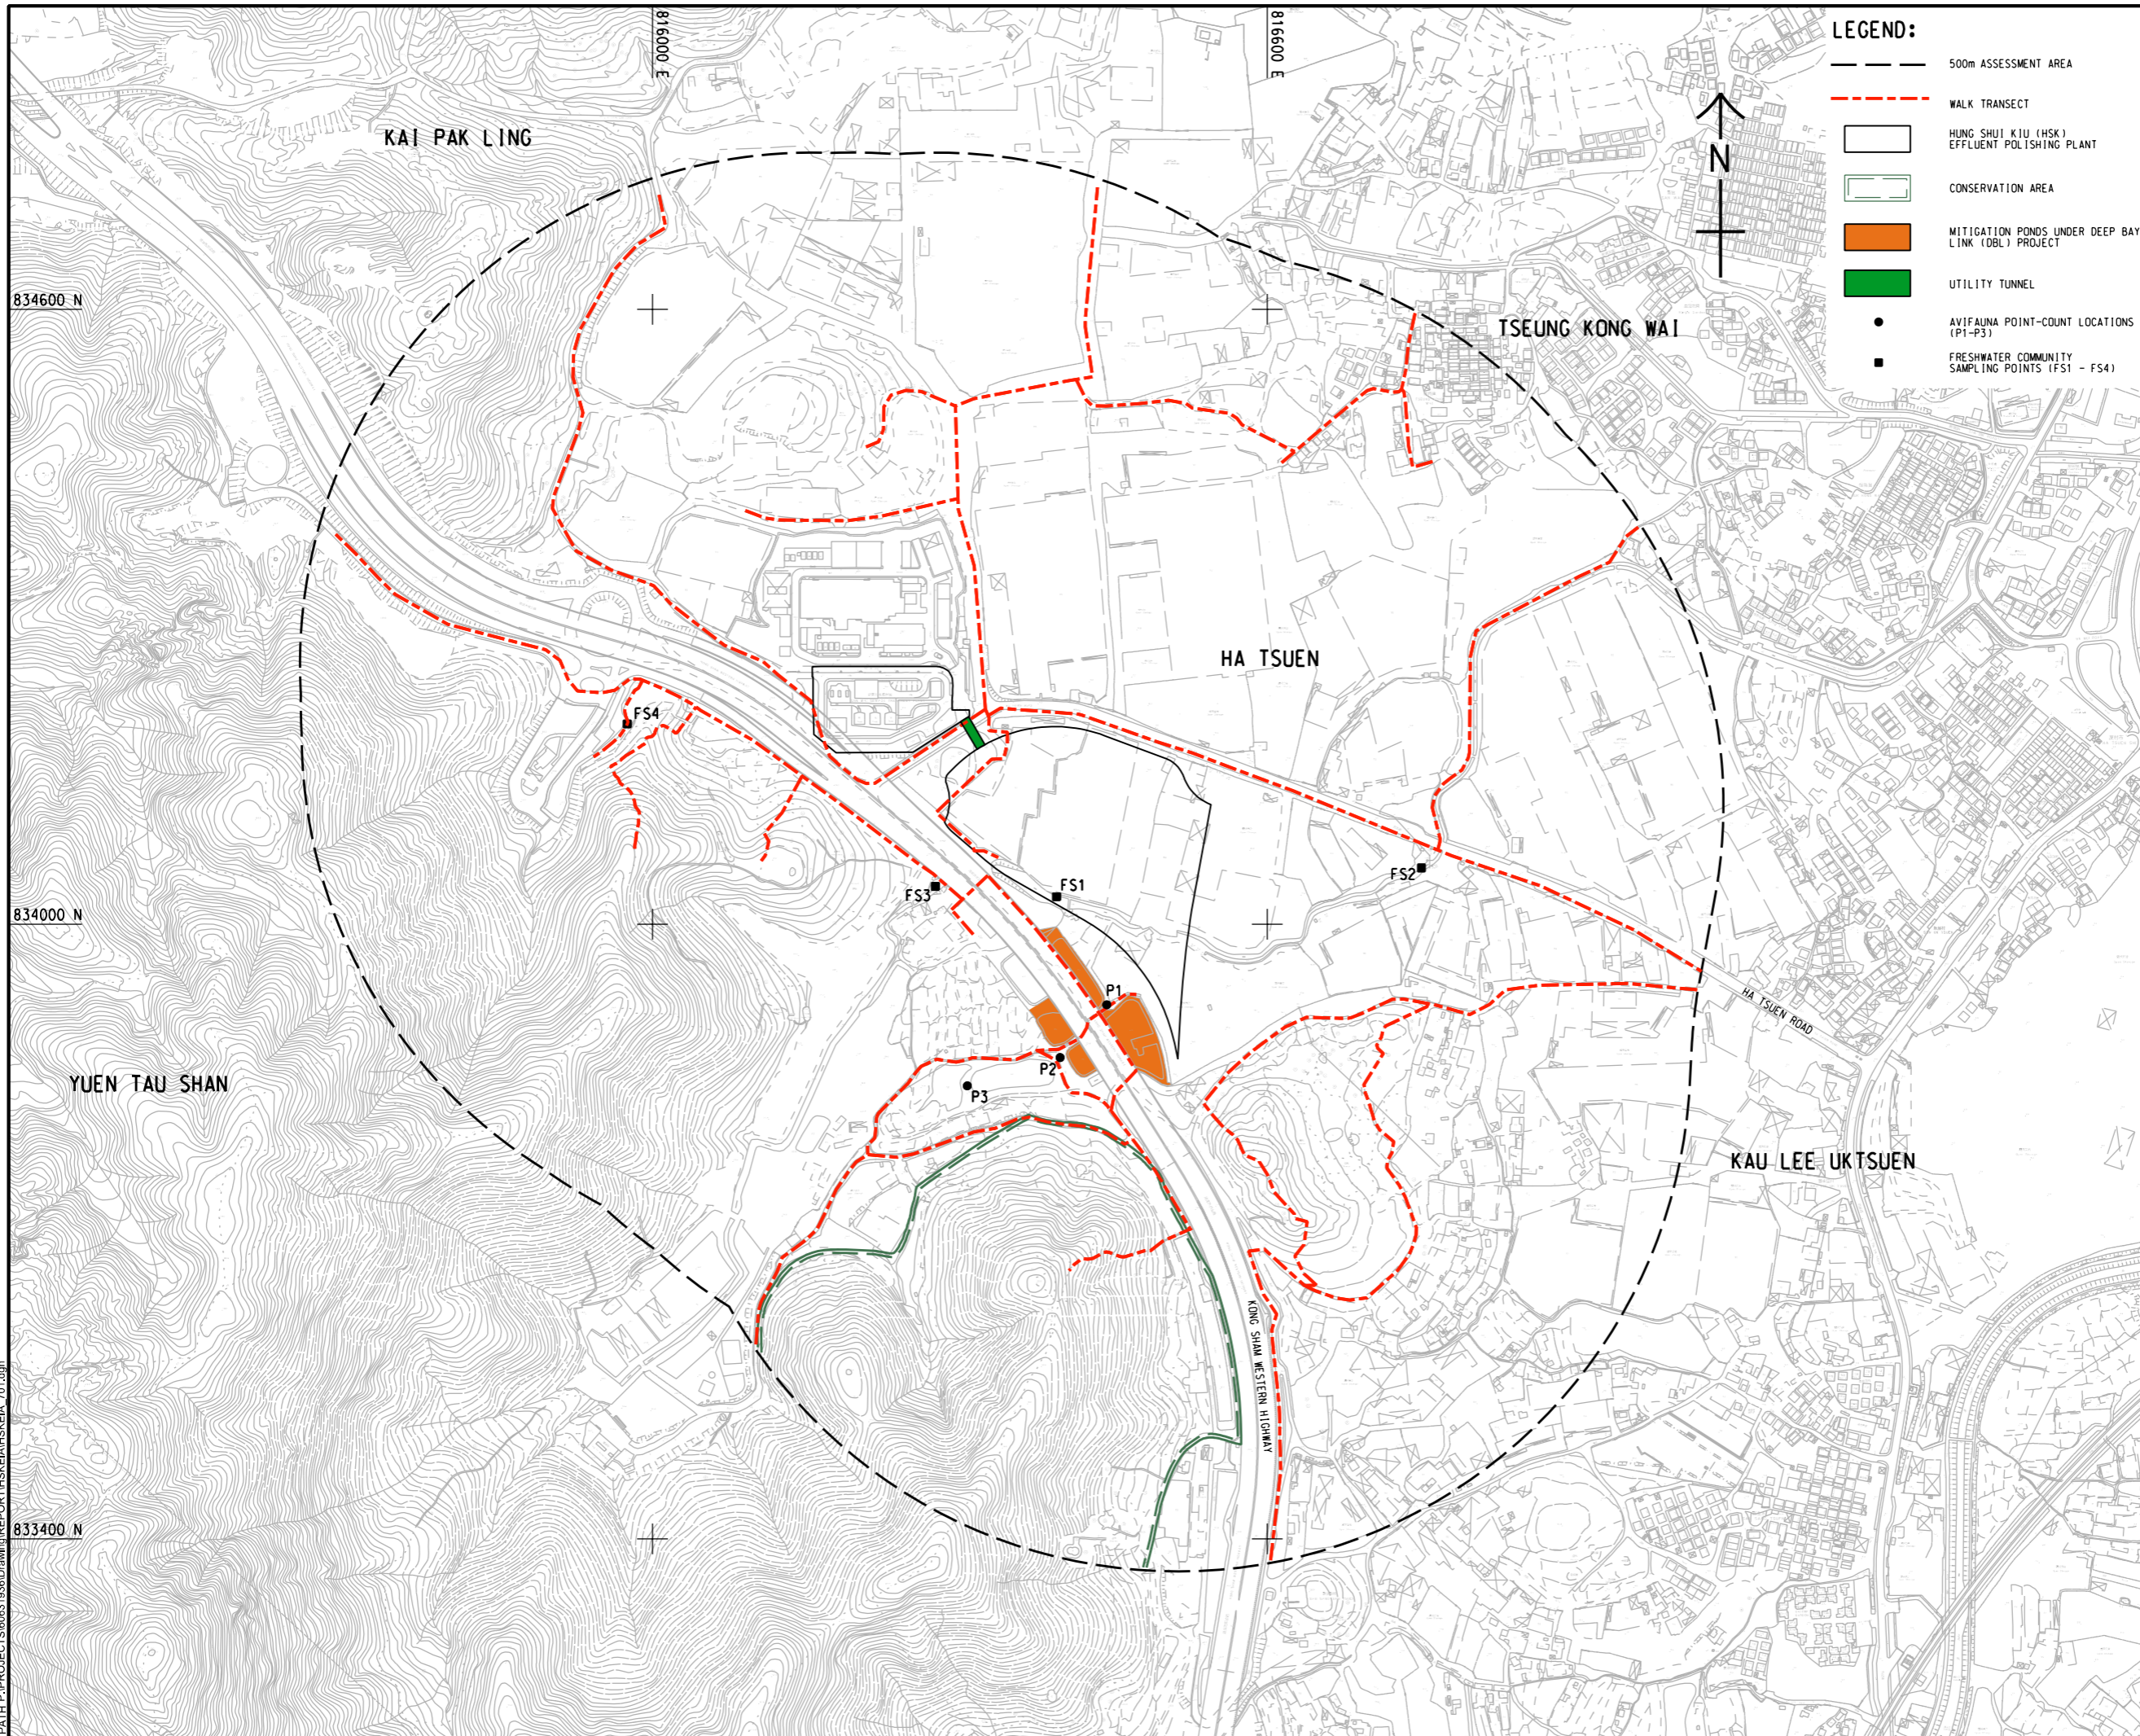 816000 E
816600 E
LEGEND:
500m ASSESSMENT AREA
WALK TRANSECT
HUNG SHUI KIU (HSK)
EFFLUENT POLISHING PLANT
CONSERVATION AREA
MITIGATION PONDS UNDER DEEP BAY
LINK (DBL) PROJECT
UTILITY TUNNEL
AVIFAUNA POINT-COUNT LOCATIONS
(P1-P3)
FRESHWATER COMMUNITY
SAMPLING POINTS (FS1 - FS4)
N
KAI PAK LING
834600 N
TSEUNG KONG WAI
HA TSUEN
FS4
FS2
FS1
FS3
834000 N
P1
HA TSUEN ROAD
P2
P3
YUEN TAU SHAN
KAU LEE UKTSUEN
KONG SHAM WESTERN HIGHWAY
833400 N